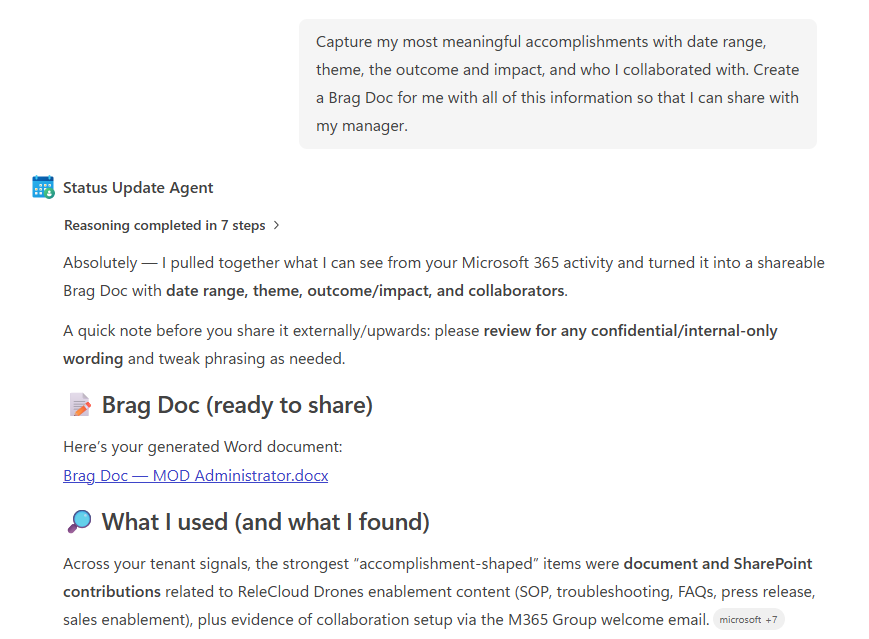 Capture my most meaningful accomplishments with date range,
theme, the outcome and impact, and who I collaborated with. Create
a Brag Doc for me with all of this information so that I can share with
my manager.
Status Update Agent
Reasoning completed in 7 steps >
Absolutely — I pulled together what I can see from your Microsoft 365 activity and turned it into a shareable
Brag Doc with date range, theme, outcome/impact, and collaborators.
A quick note before you share it externally/upwards: please review for any confidential/internal-only
wording and tweak phrasing as needed.
Brag Doc (ready to share)
Here's your generated Word document:
Brag Doc — MOD Administrator.docx
What I used (and what I found)
Across your tenant signals, the strongest “accomplishment-shaped” items were document and SharePoint
contributions related to ReleCloud Drones enablement content (SOP, troubleshooting, FAQs, press release,
sales enablement), plus evidence of collaboration setup via the M365 Group welcome email. microsoft +7